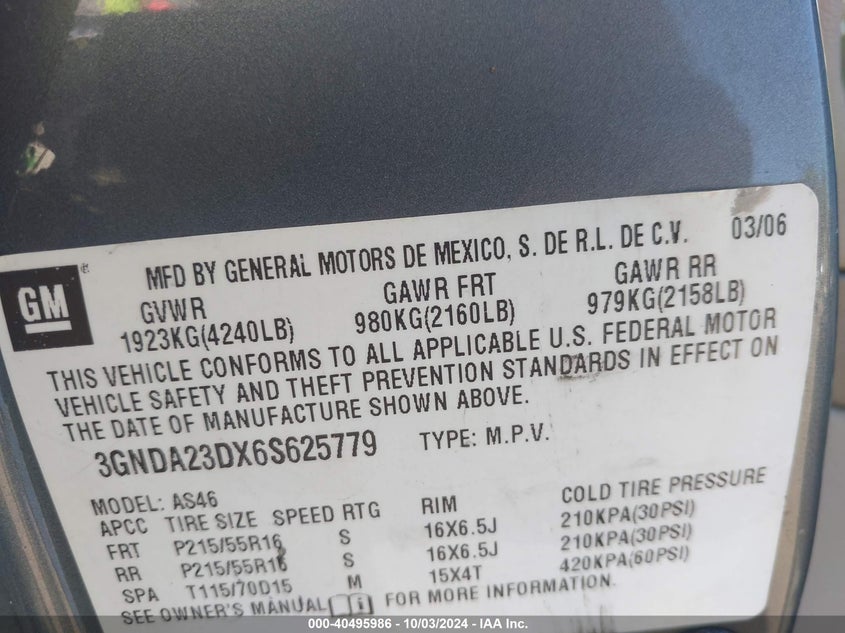 GM ®
MFD BY GENERAL MOTORS DE MEXICO, S. DE R.L. DE C.V. 03/06
GVWR GAWR FRT GAWR RR
1923KG(4240LB) 980KG(2160LB) 979KG(2158LB)
THIS VEHICLE CONFORMS TO ALL APPLICABLE U.S. FEDERAL MOTOR
VEHICLE SAFETY AND THEFT PREVENTION STANDARDS IN EFFECT ON
THE DATE OF MANUFACTURE SHOWN ABOVE.
3GNDA23DX6S625779 TYPE: M.P.V.
MODEL: AS46
APCC TIRE SIZE SPEED RTG RIM COLD TIRE PRESSURE
FRT P215/55R16 S 16X6.5J 210KPA(30PSI)
RR P215/55R16 S 16X6.5J 210KPA(30PSI)
SPA T115/70D15 M 15X4T 420KPA(60PSI)
SEE OWNER'S MANUAL FOR MORE INFORMATION.
000-40495986 - 10/03/2024 - IAA Inc.